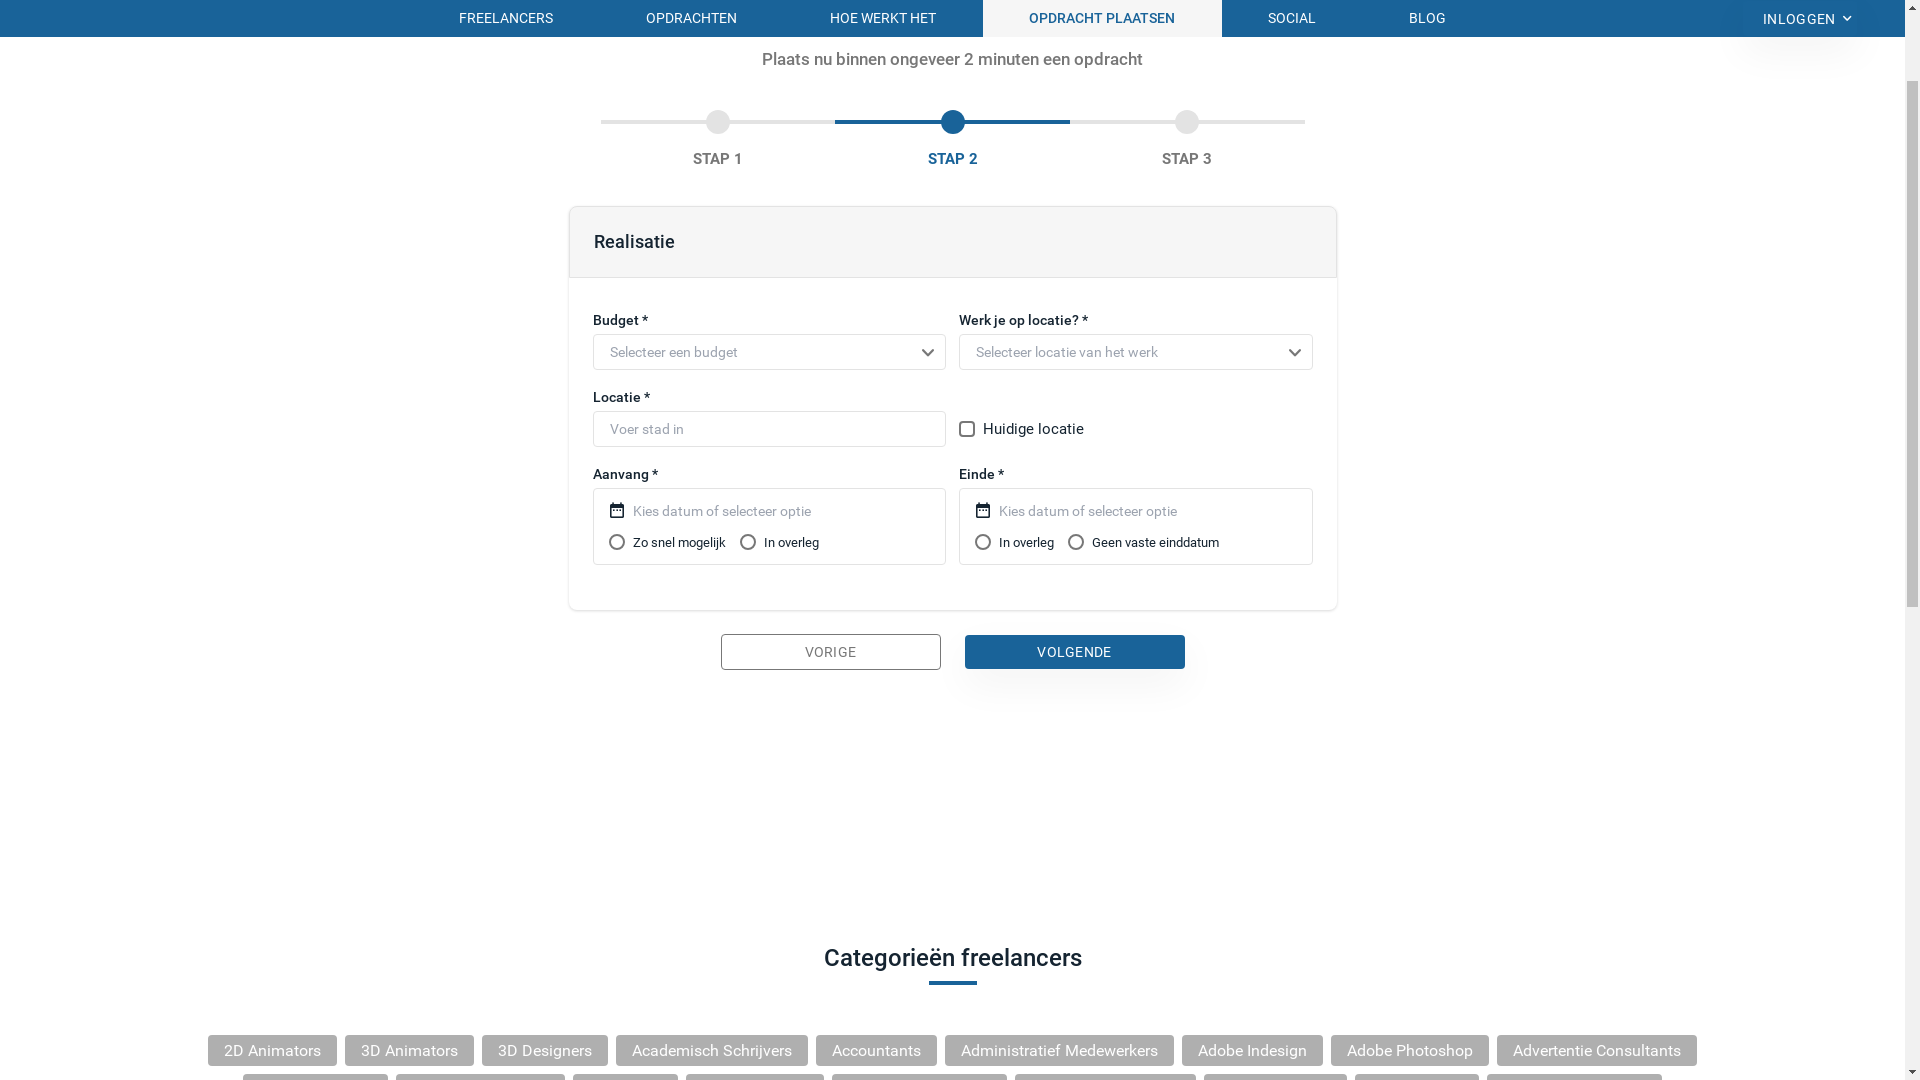 FREELANCERS OPDRACHTEN HOE WERKT HET OPDRACHT PLAATSEN SOCIAL BLOG INLOGGEN
Plaats nu binnen ongeveer 2 minuten een opdracht
STAP 1 STAP 2 STAP 3
Realisatie
Budget * Werk je op locatie? *
Selecteer een budget Selecteer locatie van het werk
Locatie *
Voer stad in Huidige locatie
Aanvang * Einde *
Kies datum of selecteer optie Kies datum of selecteer optie
Zo snel mogelijk In overleg In overleg Geen vaste einddatum
VORIGE VOLGENDE
Categorieën freelancers
2D Animators 3D Animators 3D Designers Academisch Schrijvers Accountants Administratief Medewerkers Adobe Indesign Adobe Photoshop Advertentie Consultants